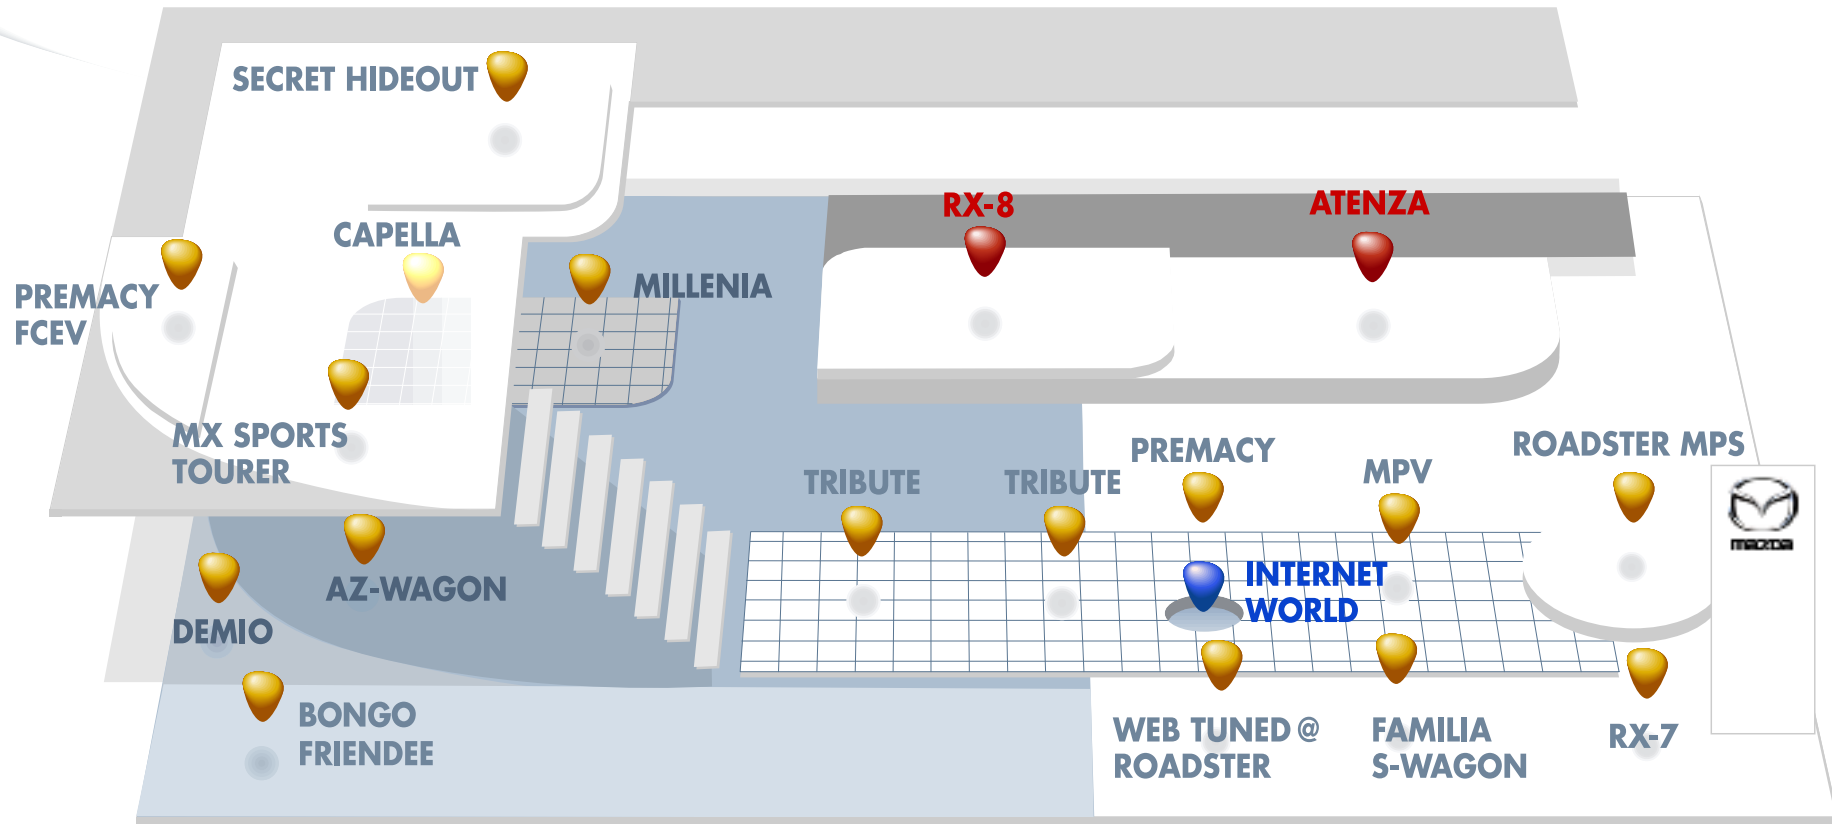 SECRET HIDEOUT
RX-8
ATENZA
CAPELLA
MILLENIA
PREMACY
FCEV
MX SPORTS
TOURER
PREMACY
ROADSTER MPS
TRIBUTE
TRIBUTE
MPV
mazda
AZ-WAGON
INTERNET
WORLD
DEMIO
BONGO
FRIENDEE
WEB TUNED@
ROADSTER
FAMILIA
S-WAGON
RX-7